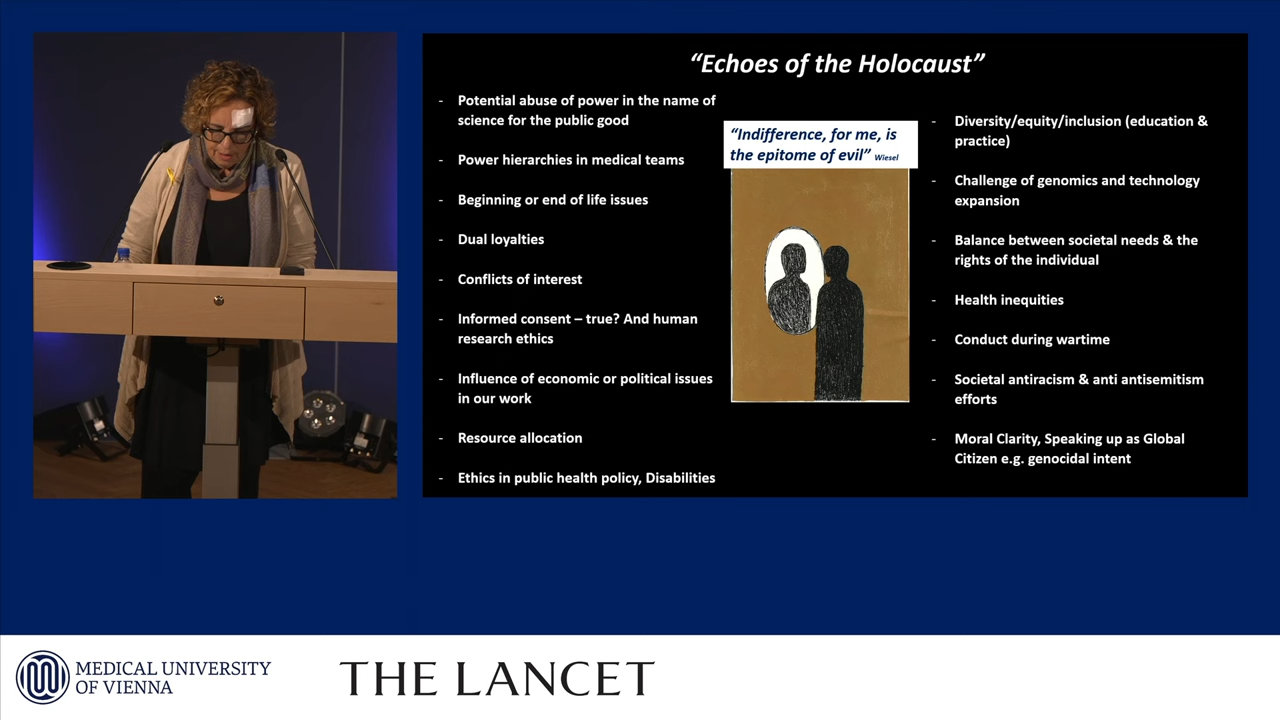 “Echoes of the Holocaust”
- Potential abuse of power in the name of
science for the public good
- Power hierarchies in medical teams
- Beginning or end of life issues
- Dual loyalties
- Conflicts of interest
- Informed consent – true? And human
research ethics
- Influence of economic or political issues
in our work
- Resource allocation
- Ethics in public health policy, Disabilities
“Indifference, for me, is
the epitome of evil” Wiesel
- Diversity/equity/inclusion (education &
practice)
- Challenge of genomics and technology
expansion
- Balance between societal needs & the
rights of the individual
- Health inequities
- Conduct during wartime
- Societal antiracism & anti antisemitism
efforts
- Moral Clarity, Speaking up as Global
Citizen e.g. genocidal intent
MEDICAL UNIVERSITY
OF VIENNA
THE LANCET